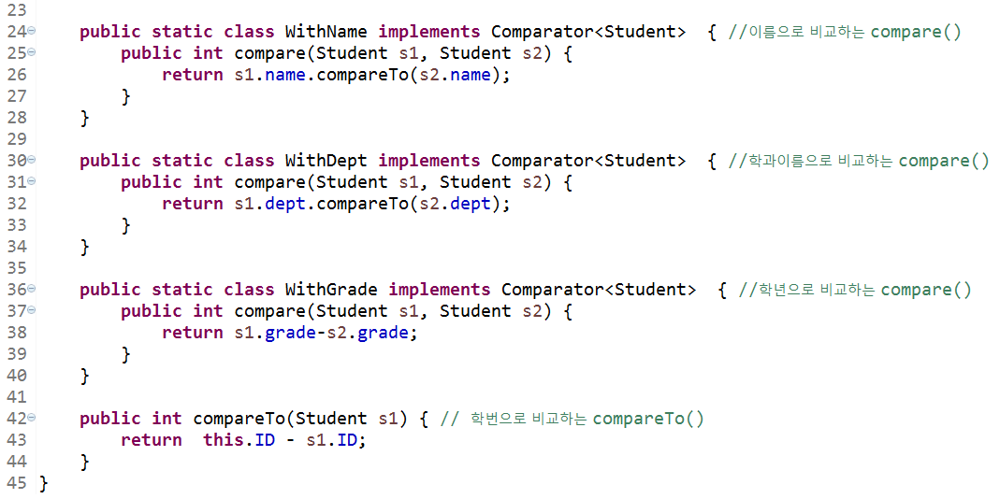 23
24 public static class WithName implements Comparator<Student>  { //이름으로 비교하는 compare()
25     public int compare(Student s1, Student s2) {
26         return s1.name.compareTo(s2.name);
27     }
28 }
29
30 public static class WithDept implements Comparator<Student>  { //학과이름으로 비교하는 compare()
31     public int compare(Student s1, Student s2) {
32         return s1.dept.compareTo(s2.dept);
33     }
34 }
35
36 public static class WithGrade implements Comparator<Student>  { //학년으로 비교하는 compare()
37     public int compare(Student s1, Student s2) {
38         return s1.grade-s2.grade;
39     }
40 }
41
42 public int compareTo(Student s1) { // 학번으로 비교하는 compareTo()
43     return  this.ID - s1.ID;
44 }
45 }